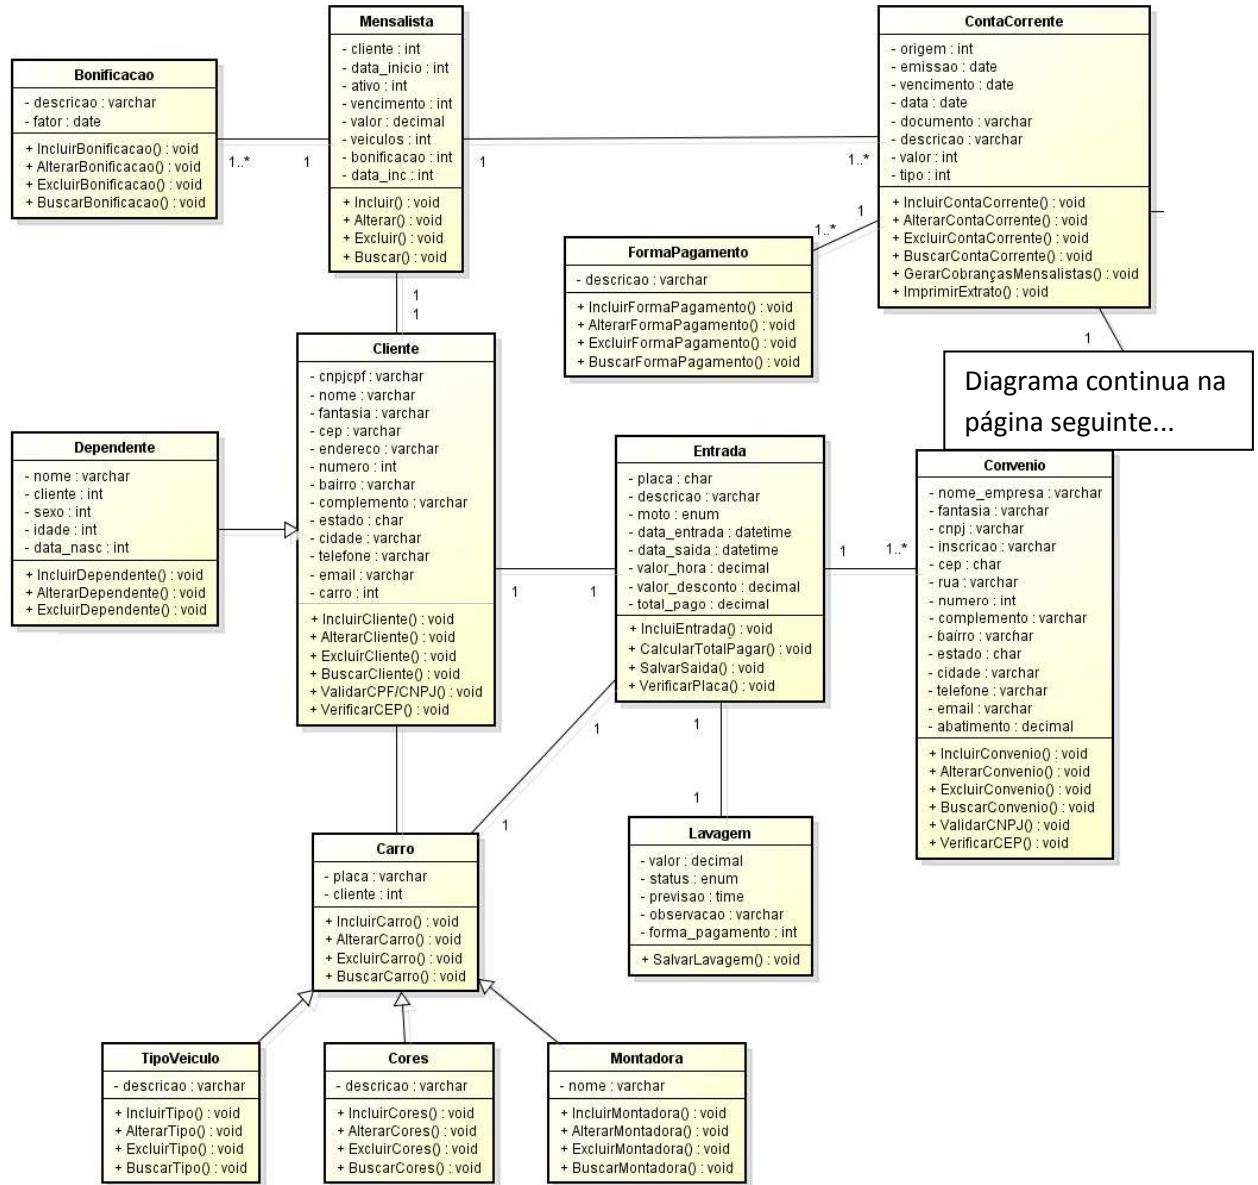 Mensalista
- cliente : int
- data_inicio : int
- ativo : int
- vencimento : int
- valor : decimal
- veiculos : int
- bonificacao : int
- data_inc : int
+ Incluir() : void
+ Alterar() : void
+ Excluir() : void
+ Buscar() : void
ContaCorrente
- origem : int
- emissao : date
- vencimento : date
- data : date
- documento : varchar
- descricao : varchar
- valor : int
- tipo : int
+ IncluirContaCorrente() : void
+ AlterarContaCorrente() : void
+ ExcluirContaCorrente() : void
+ BuscarContaCorrente() : void
+ GerarCobrançasMensalistas() : void
+ ImprimirExtrato() : void
Bonificacao
- descricao : varchar
- fator : date
+ IncluirBonificacao() : void
+ AlterarBonificacao() : void
+ ExcluirBonificacao() : void
+ BuscarBonificacao() : void
1..*
1
1
1..*
1
1..*
1
FormaPagamento
- descricao : varchar
+ IncluirFormaPagamento() : void
+ AlterarFormaPagamento() : void
+ ExcluirFormaPagamento() : void
+ BuscarFormaPagamento() : void
1
1
Diagrama continua na
página seguinte...
Cliente
- cnpjcpf : varchar
- nome : varchar
- fantasia : varchar
- cep : varchar
- endereco : varchar
- numero : int
- bairro : varchar
- complemento : varchar
- estado : char
- cidade : varchar
- telefone : varchar
- email : varchar
- carro : int
+ IncluirCliente() : void
+ AlterarCliente() : void
+ ExcluirCliente() : void
+ BuscarCliente() : void
+ ValidarCPF/CNPJ() : void
+ VerificarCEP() : void
Dependente
- nome : varchar
- cliente : int
- sexo : int
- idade : int
- data_nasc : int
+ IncluirDependente() : void
+ AlterarDependente() : void
+ ExcluirDependente() : void
Entrada
- placa : char
- descricao : varchar
- moto : enum
- data_entrada : datetime
- data_saida : datetime
- valor_hora : decimal
- valor_desconto : decimal
- total_pago : decimal
+ IncluiEntrada() : void
+ CalcularTotalPagar() : void
+ SalvarSaida() : void
+ VerificarPlaca() : void
Convenio
- nome_empresa : varchar
- fantasia : varchar
- cnpj : varchar
- inscricao : varchar
- cep : char
- rua : varchar
- numero : int
- complemento : varchar
- bairro : varchar
- estado : char
- cidade : varchar
- telefone : varchar
- email : varchar
- abatimento : decimal
+ IncluirConvenio() : void
+ AlterarConvenio() : void
+ ExcluirConvenio() : void
+ BuscarConvenio() : void
+ ValidarCNPJ() : void
+ VerificarCEP() : void
1
1..*
1
1
1
1
1
1
Carro
- placa : varchar
- cliente : int
+ IncluirCarro() : void
+ AlterarCarro() : void
+ ExcluirCarro() : void
+ BuscarCarro() : void
Lavagem
- valor : decimal
- status : enum
- previsao : time
- observacao : varchar
- forma_pagamento : int
+ SalvarLavagem() : void
TipoVeiculo
- descricao : varchar
+ IncluirTipo() : void
+ AlterarTipo() : void
+ ExcluirTipo() : void
+ BuscarTipo() : void
Cores
- descricao : varchar
+ IncluirCores() : void
+ AlterarCores() : void
+ ExcluirCores() : void
+ BuscarCores() : void
Montadora
- nome : varchar
+ IncluirMontadora() : void
+ AlterarMontadora() : void
+ ExcluirMontadora() : void
+ BuscarMontadora() : void